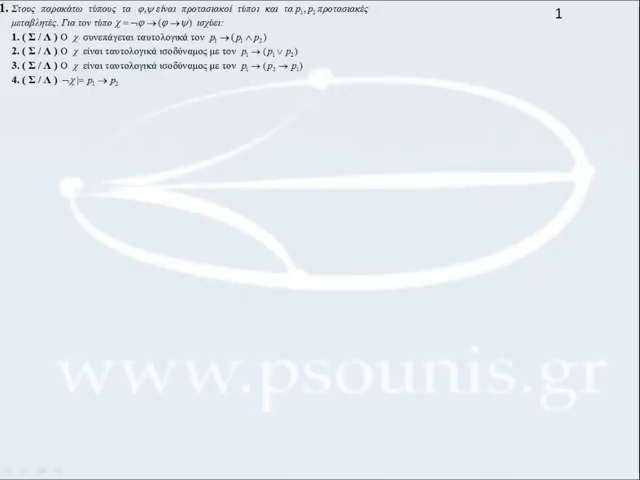 1. Στους παρακάτω τύπους τα φ,ψ είναι προτασιακοί τύποι και τα p₁, p₂ προτασιακές
1
μεταβλητές. Για τον τύπο χ = ¬φ → (φ → ψ) ισχύει:
1. ( Σ / Λ ) Ο χ συνεπάγεται ταυτολογικά τον p₁ → (p₁ ∧ p₂)
2. ( Σ / Λ ) Ο χ είναι ταυτολογικά ισοδύναμος με τον p₁ → (p₁ ∨ p₂)
3. ( Σ / Λ ) Ο χ είναι ταυτολογικά ισοδύναμος με τον p₁ → (p₂ → p₁)
4. ( Σ / Λ ) ¬χ |= p₁ → p₂
www.psounis.gr